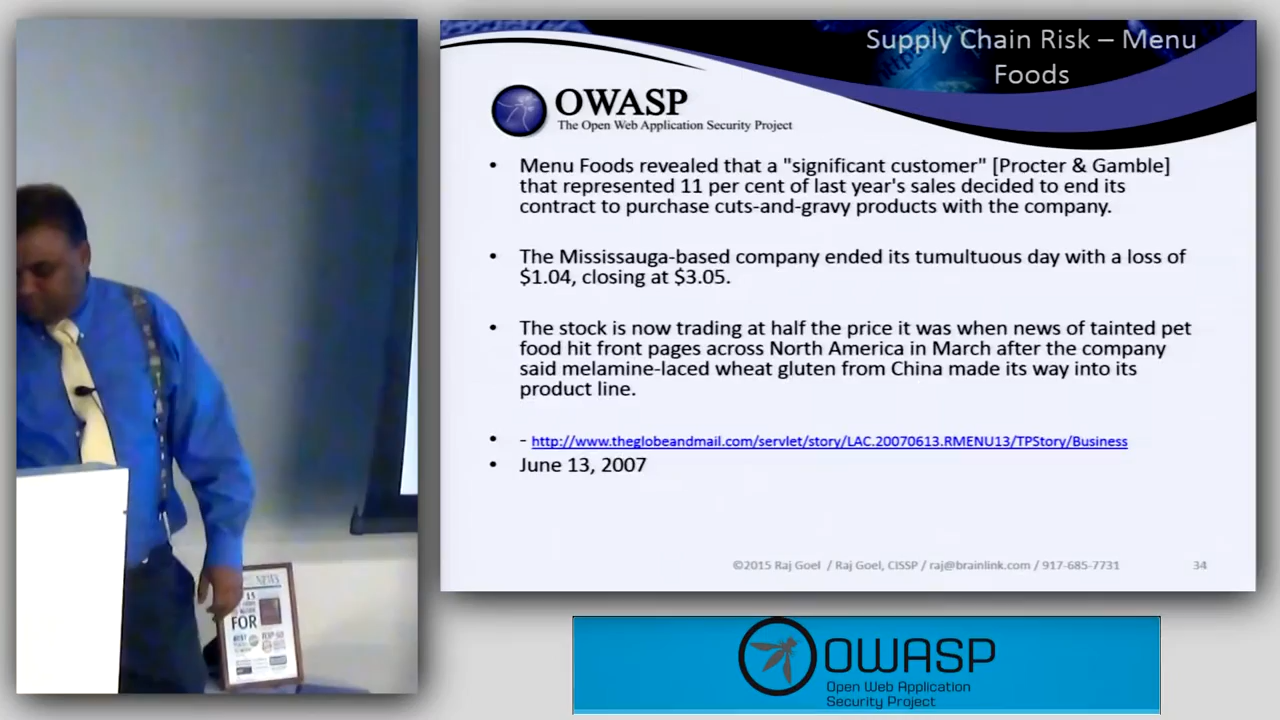 Supply Chain Risk – Menu
Foods
OWASP
The Open Web Application Security Project
• Menu Foods revealed that a "significant customer" [Procter & Gamble]
that represented 11 per cent of last year's sales decided to end its
contract to purchase cuts-and-gravy products with the company.
• The Mississauga-based company ended its tumultuous day with a loss of
$1.04, closing at $3.05.
• The stock is now trading at half the price it was when news of tainted pet
food hit front pages across North America in March after the company
said melamine-laced wheat gluten from China made its way into its
product line.
• - http://www.theglobeandmail.com/servlet/story/LAC.20070613.RMENU13/TPStory/Business
• June 13, 2007
©2015 Raj Goel / Raj Goel, CISSP / raj@brainlink.com / 917-685-7731
34
NEWS
15
FOR
OWASP
Open Web Application
Security Project